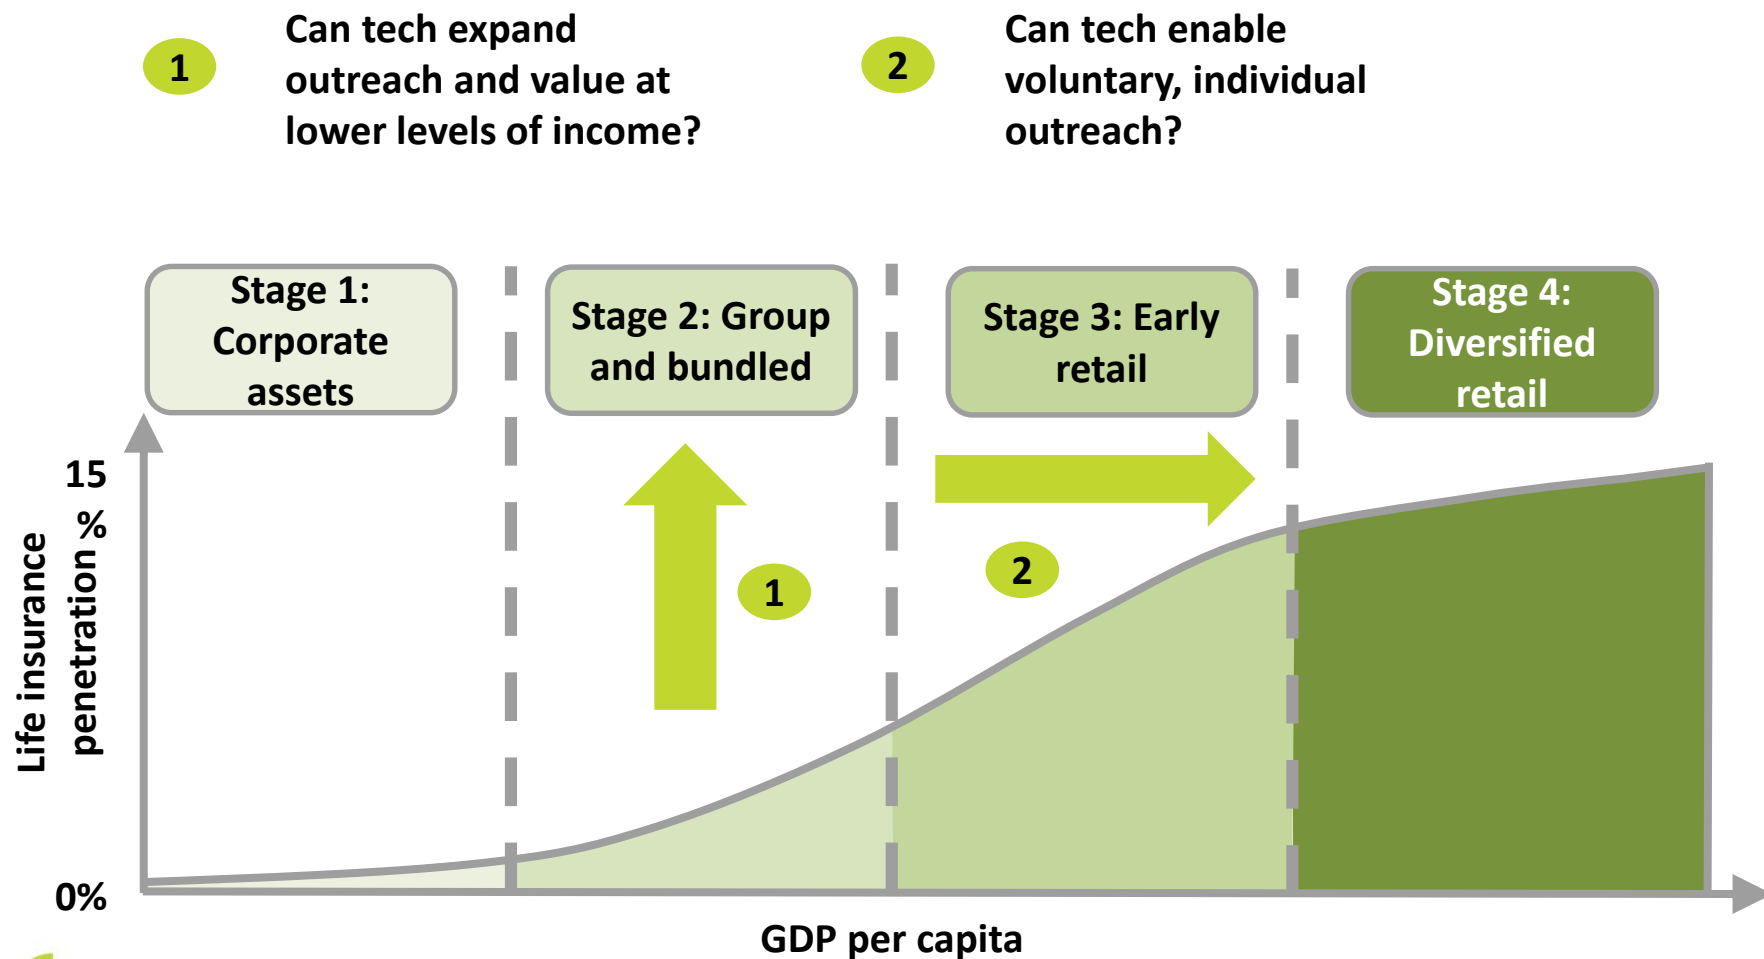 1
Can tech expand
outreach and value at
lower levels of income?
2
Can tech enable
voluntary, individual
outreach?
Stage 1:
Corporate
assets
Stage 2: Group
and bundled
Stage 3: Early
retail
Stage 4:
Diversified
retail
15
%
Life insurance
penetration
1
2
0%
GDP per capita